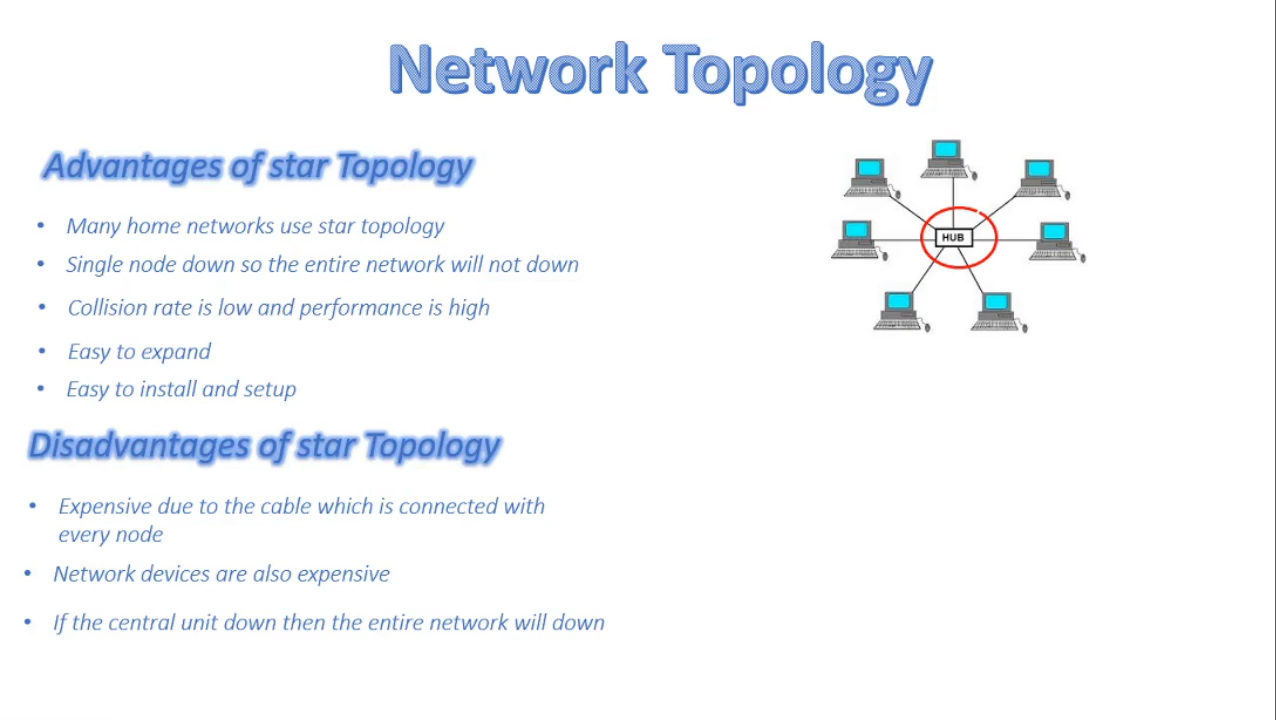 Network Topology
Advantages of star Topology
• Many home networks use star topology
• Single node down so the entire network will not down
• Collision rate is low and performance is high
• Easy to expand
• Easy to install and setup
HUB
Disadvantages of star Topology
• Expensive due to the cable which is connected with
every node
• Network devices are also expensive
• If the central unit down then the entire network will down